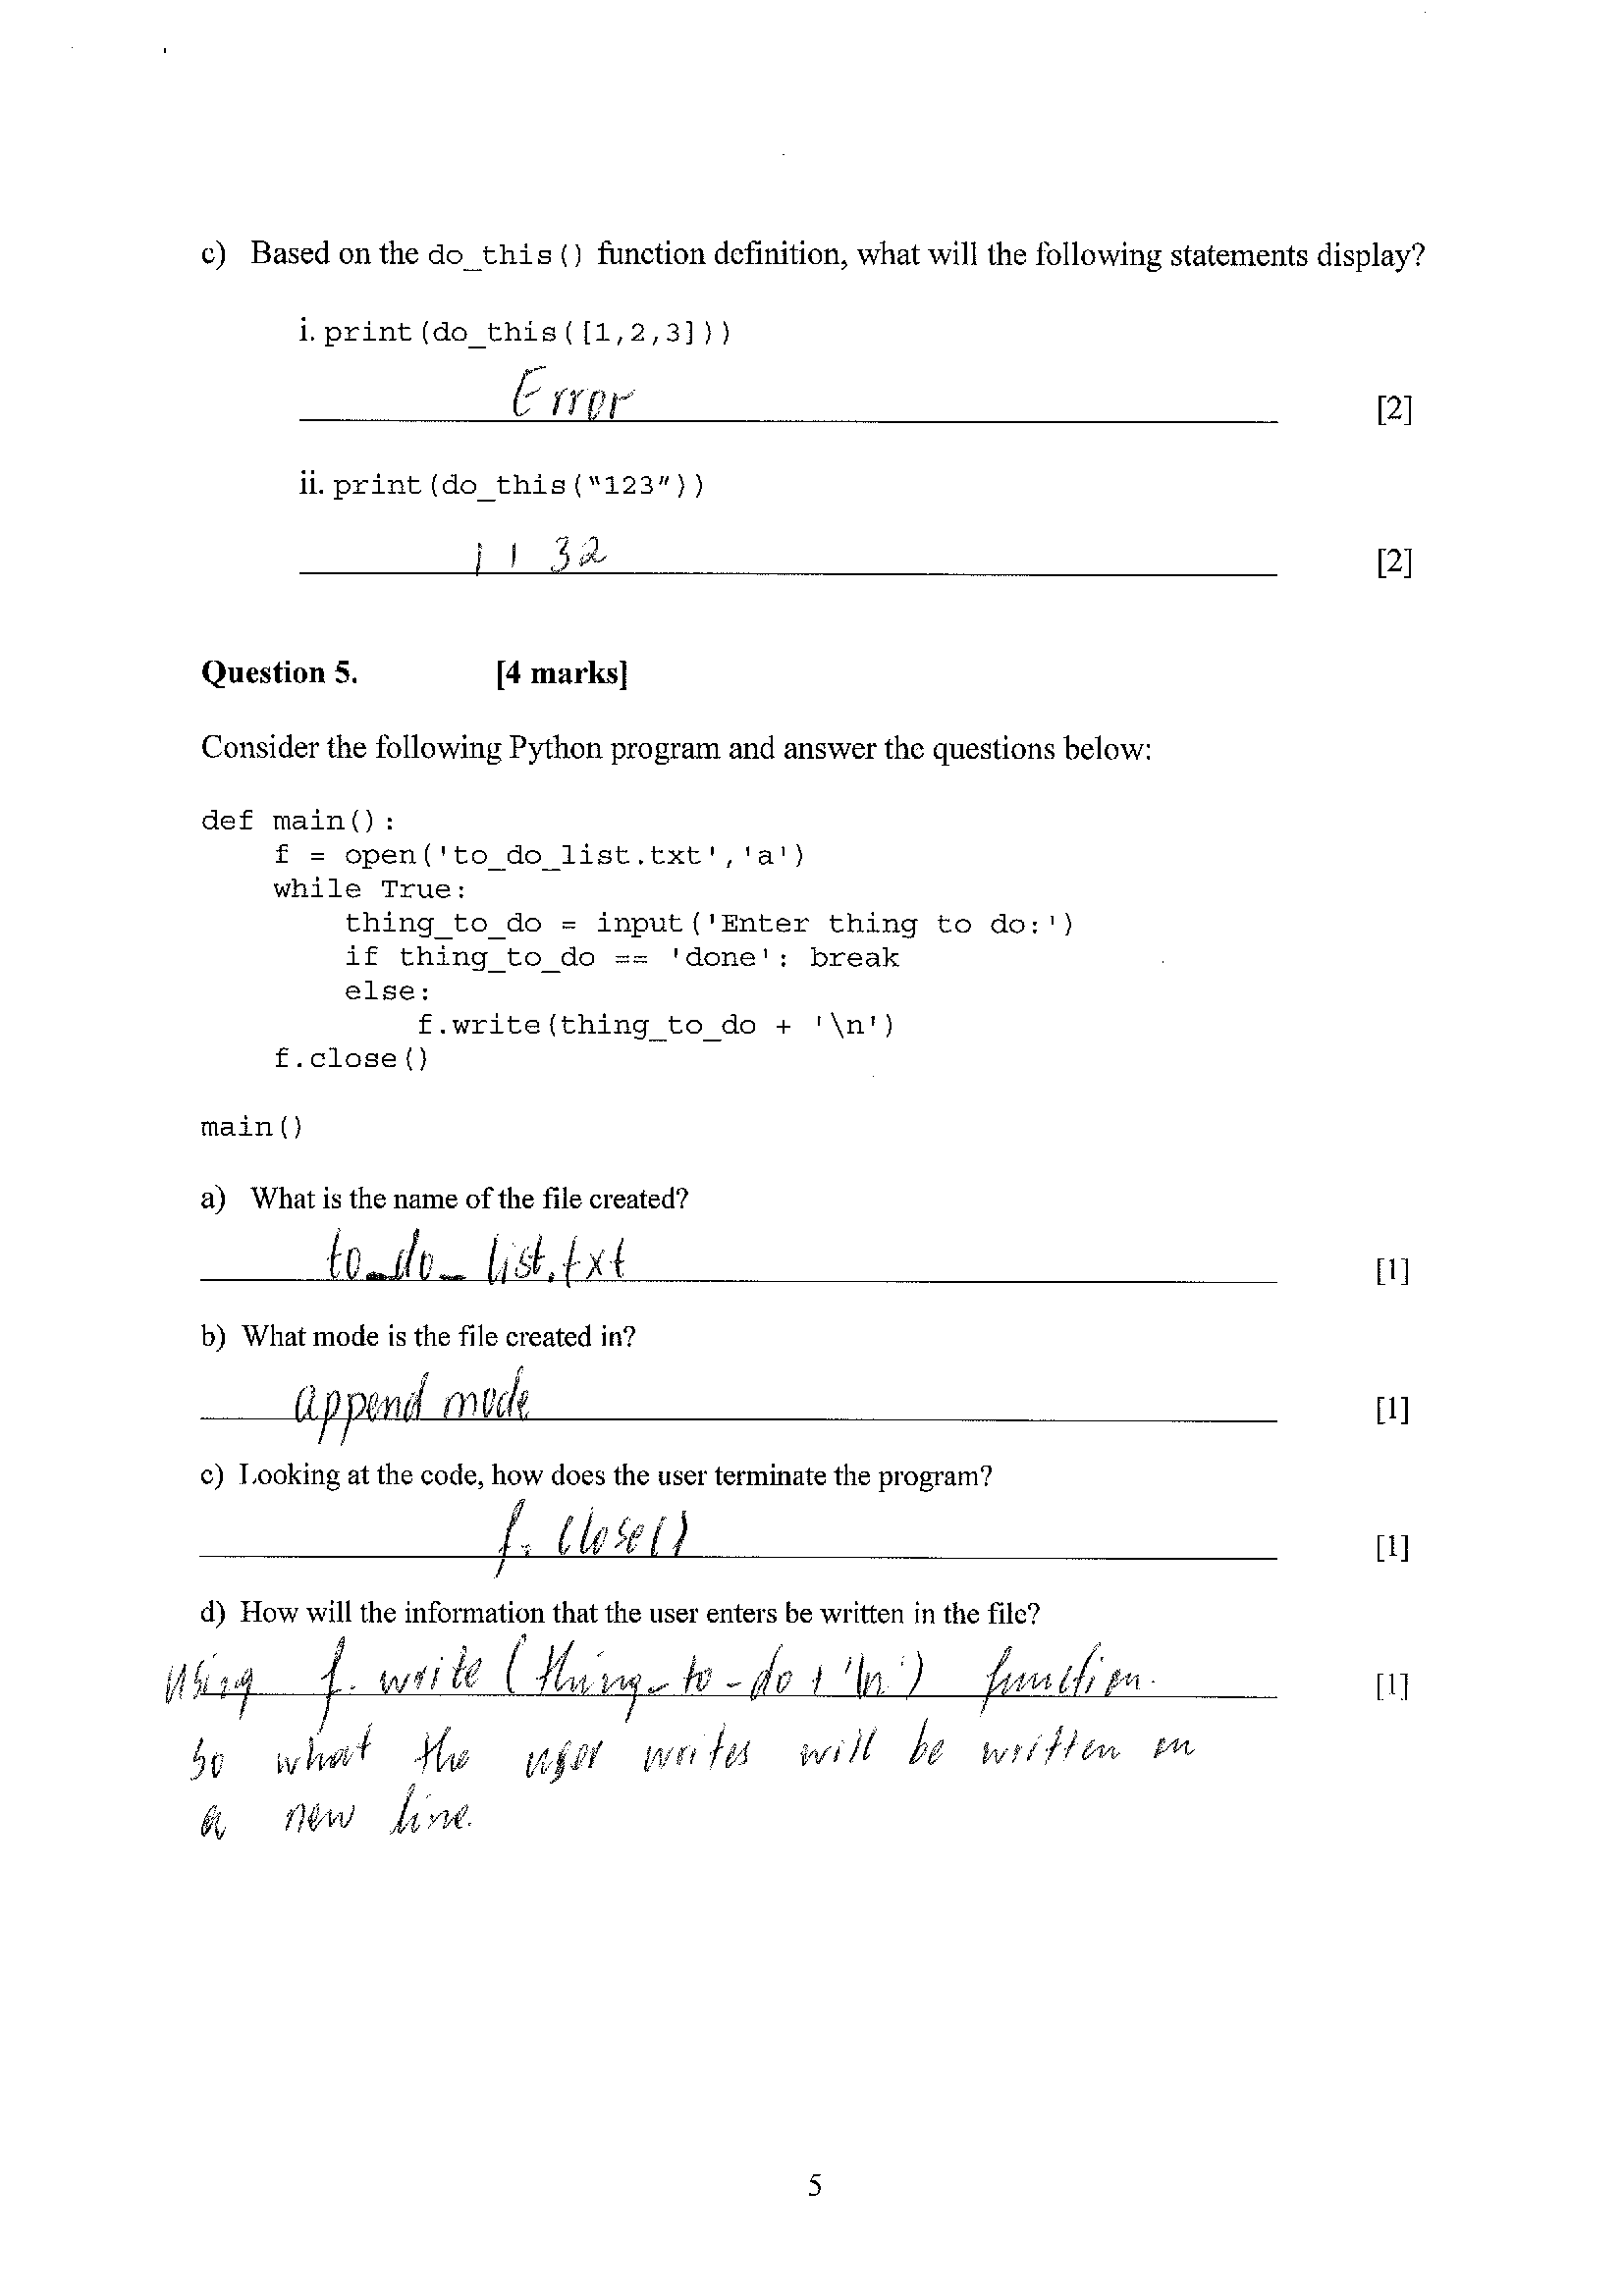 c) Based on the do_this() function definition, what will the following statements display?
i. print(do_this([1,2,3]))
Error
[2]
ii. print(do_this("123"))
1 1 32
[2]
Question 5. [4 marks]
Consider the following Python program and answer the questions below:
def main():
    f = open('to_do_list.txt','a')
    while True:
        thing_to_do = input('Enter thing to do:')
        if thing_to_do == 'done': break
        else:
            f.write(thing_to_do + '\n')
    f.close()
main()
a) What is the name of the file created?
to_do_list.txt
[1]
b) What mode is the file created in?
append mode
[1]
c) Looking at the code, how does the user terminate the program?
f.close()
[1]
d) How will the information that the user enters be written in the file?
using f.write(thing_to-do + '\n') function.
[1]
so what the user writes will be written on
a new line.
5